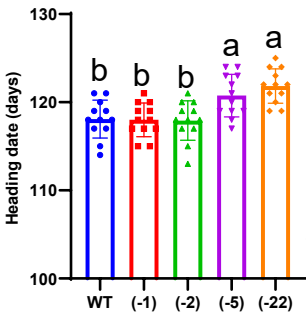 Heading date (days)
130
120
110
100
b b b a a
WT (-1) (-2) (-5) (-22)